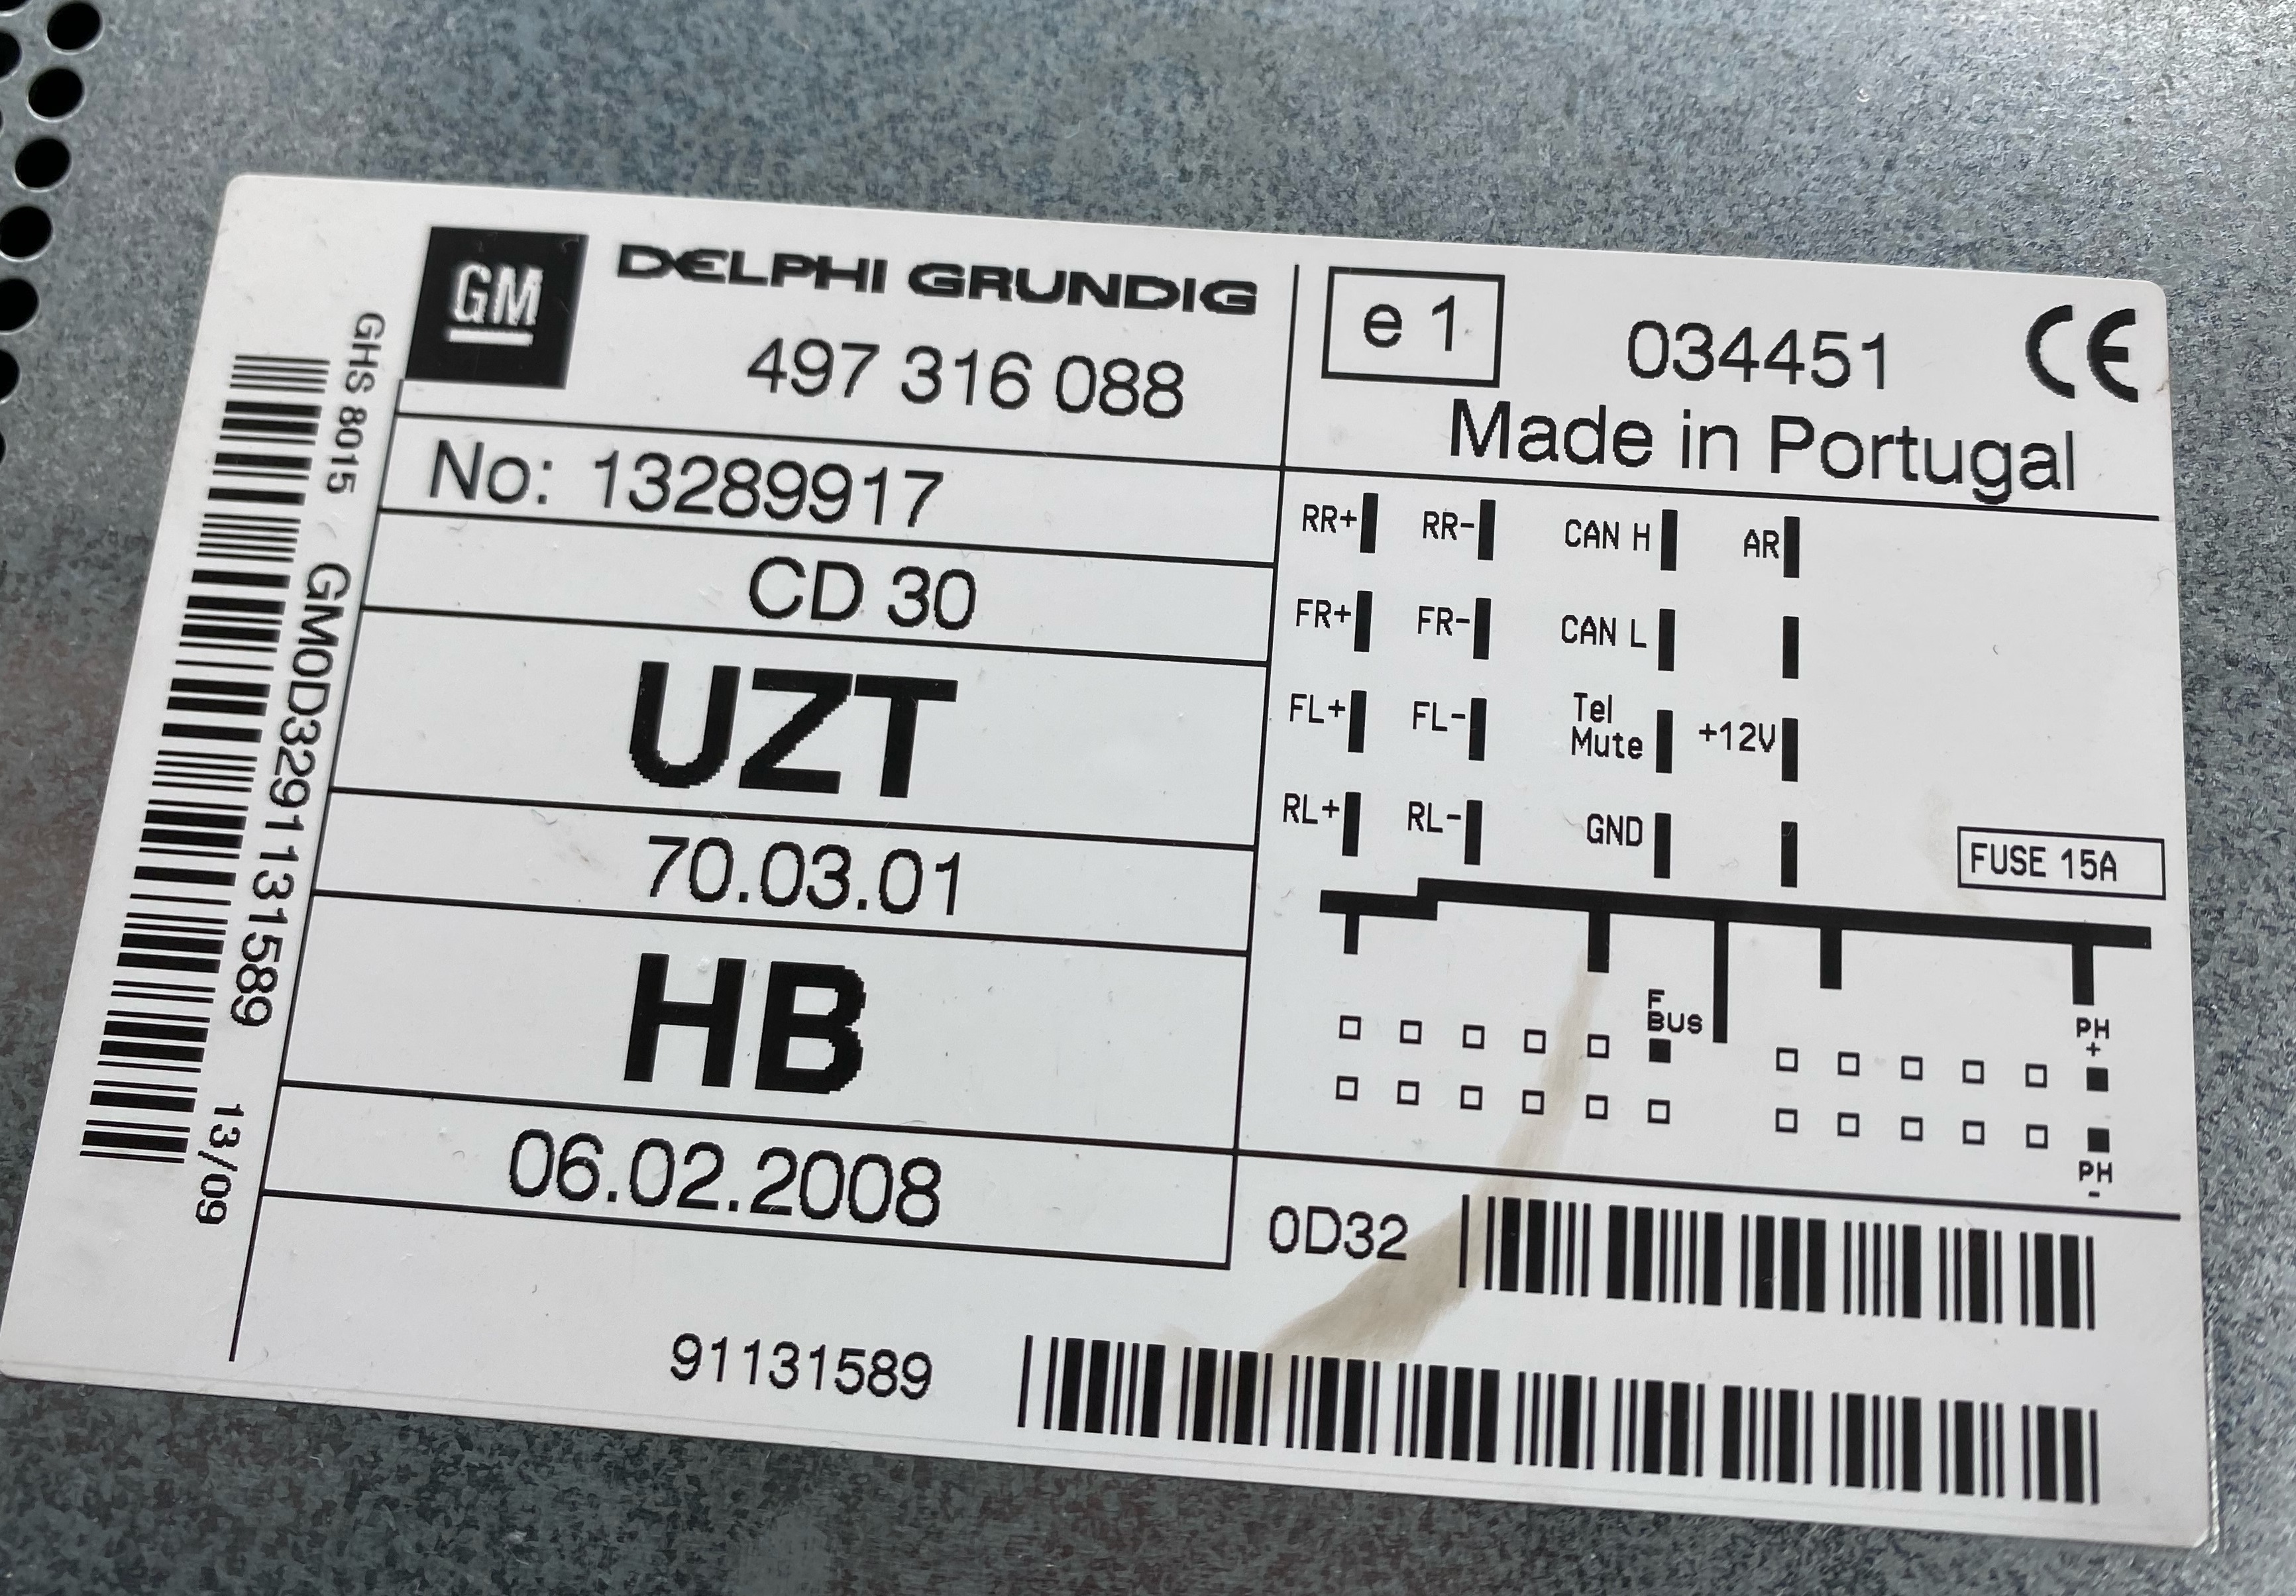 GM
DELPHI GRUNDIG
497 316 088
No: 13289917
CD 30
UZT
70.03.01
HB
06.02.2008
e 1
034451
CE
Made in Portugal
RR+ RR- CAN H AR
FR+ FR- CAN L
FL+ FL- Tel Mute +12V
RL+ RL- GND
FUSE 15A
F
BUS
PH
+
PH
-
0D32
91131589
GHS 8015
GM0D3291131589
13/09